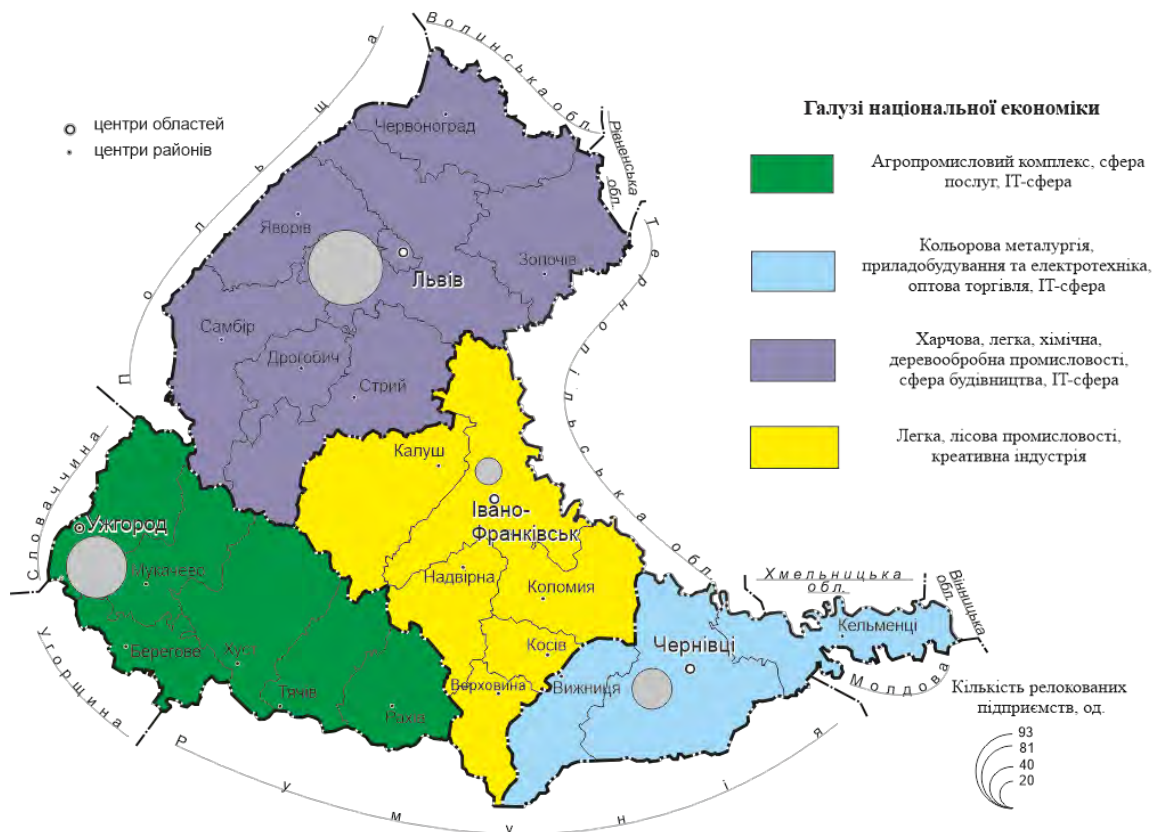 центри областей
центри районів
Польща
Волинська обл.
Рівненська
обл.
Тернопільська обл.
Хмельницька
обл.
Вінницька
обл.
Молдова
Румунія
Угорщина
Словаччина
Червоноград
Яворів
Львів
Зопочів
Самбір
Дрогобич
Стрий
Капуш
Івано-
Франківськ
Надвірна
Коломия
Косів
Верховина
Ужгород
Мукачево
Берегове
Хуст
Тячів
Рахів
Чернівці
Вижниця
Кельменці
Галузі національної економіки
Агропромисловий комплекс, сфера
послуг, ІТ-сфера
Кольорова металургія,
приладобудування та електротехніка,
оптова торгівля, ІТ-сфера
Харчова, легка, хімічна,
деревообробна промисловості,
сфера будівництва, ІТ-сфера
Легка, лісова промисловості,
креативна індустрія
Кількість релокованих
підприємств, од.
93
81
40
20